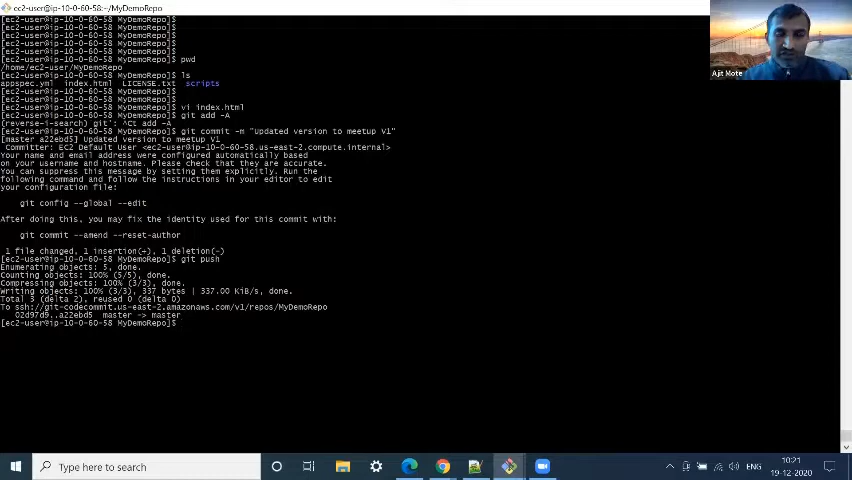 ec2-user@ip-10-0-60-58:~/MyDemoRepo
[ec2-user@ip-10-0-60-58 MyDemoRepo]$
[ec2-user@ip-10-0-60-58 MyDemoRepo]$
[ec2-user@ip-10-0-60-58 MyDemoRepo]$
[ec2-user@ip-10-0-60-58 MyDemoRepo]$
[ec2-user@ip-10-0-60-58 MyDemoRepo]$
[ec2-user@ip-10-0-60-58 MyDemoRepo]$ pwd
/home/ec2-user/MyDemoRepo
[ec2-user@ip-10-0-60-58 MyDemoRepo]$ ls
appspec.yml  index.html  LICENSE.txt  scripts
[ec2-user@ip-10-0-60-58 MyDemoRepo]$
[ec2-user@ip-10-0-60-58 MyDemoRepo]$
[ec2-user@ip-10-0-60-58 MyDemoRepo]$ vi index.html
[ec2-user@ip-10-0-60-58 MyDemoRepo]$ git add -A
(reverse-i-search) git': ^Ct add -A
[ec2-user@ip-10-0-60-58 MyDemoRepo]$ git commit -m "Updated version to meetup V1"
[master a22ebd5] Updated version to meetup V1
Committer: EC2 Default User <ec2-user@ip-10-0-60-58.us-east-2.compute.internal>
Your name and email address were configured automatically based
on your username and hostname. Please check that they are accurate.
You can suppress this message by setting them explicitly. Run the
following command and follow the instructions in your editor to edit
your configuration file:
git config --global --edit
After doing this, you may fix the identity used for this commit with:
git commit --amend --reset-author
1 file changed, 1 insertion(+), 1 deletion(-)
[ec2-user@ip-10-0-60-58 MyDemoRepo]$ git push
Enumerating objects: 5, done.
Counting objects: 100% (5/5), done.
Compressing objects: 100% (3/3), done.
Writing objects: 100% (3/3), 337 bytes | 337.00 KiB/s, done.
Total 3 (delta 2), reused 0 (delta 0)
To ssh://git-codecommit.us-east-2.amazonaws.com/v1/repos/MyDemoRepo
02d97d9..a22ebd5  master -> master
[ec2-user@ip-10-0-60-58 MyDemoRepo]$
Ajit Mote
Type here to search
ENG
10:21
19-12-2020